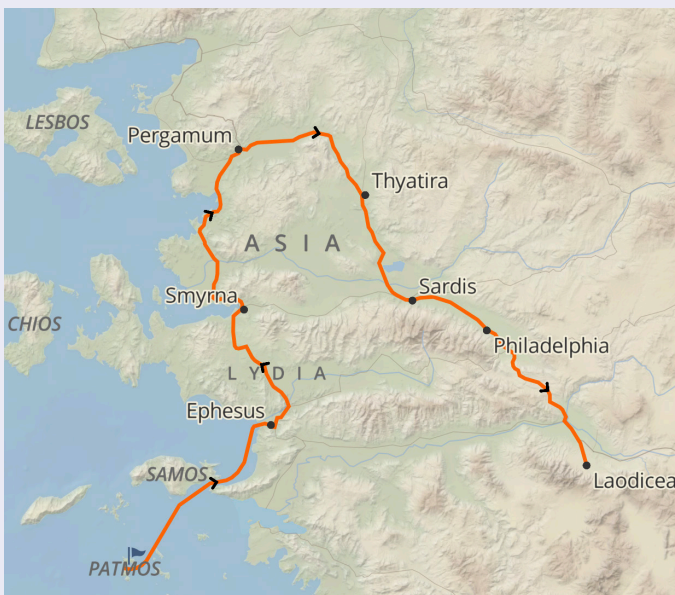 LESBOS
Pergamum
Thyatira
ASIA
Sardis
Smyrna
CHIOS
Philadelphia
LYDIA
Ephesus
SAMOS
Laodicea
PATMOS